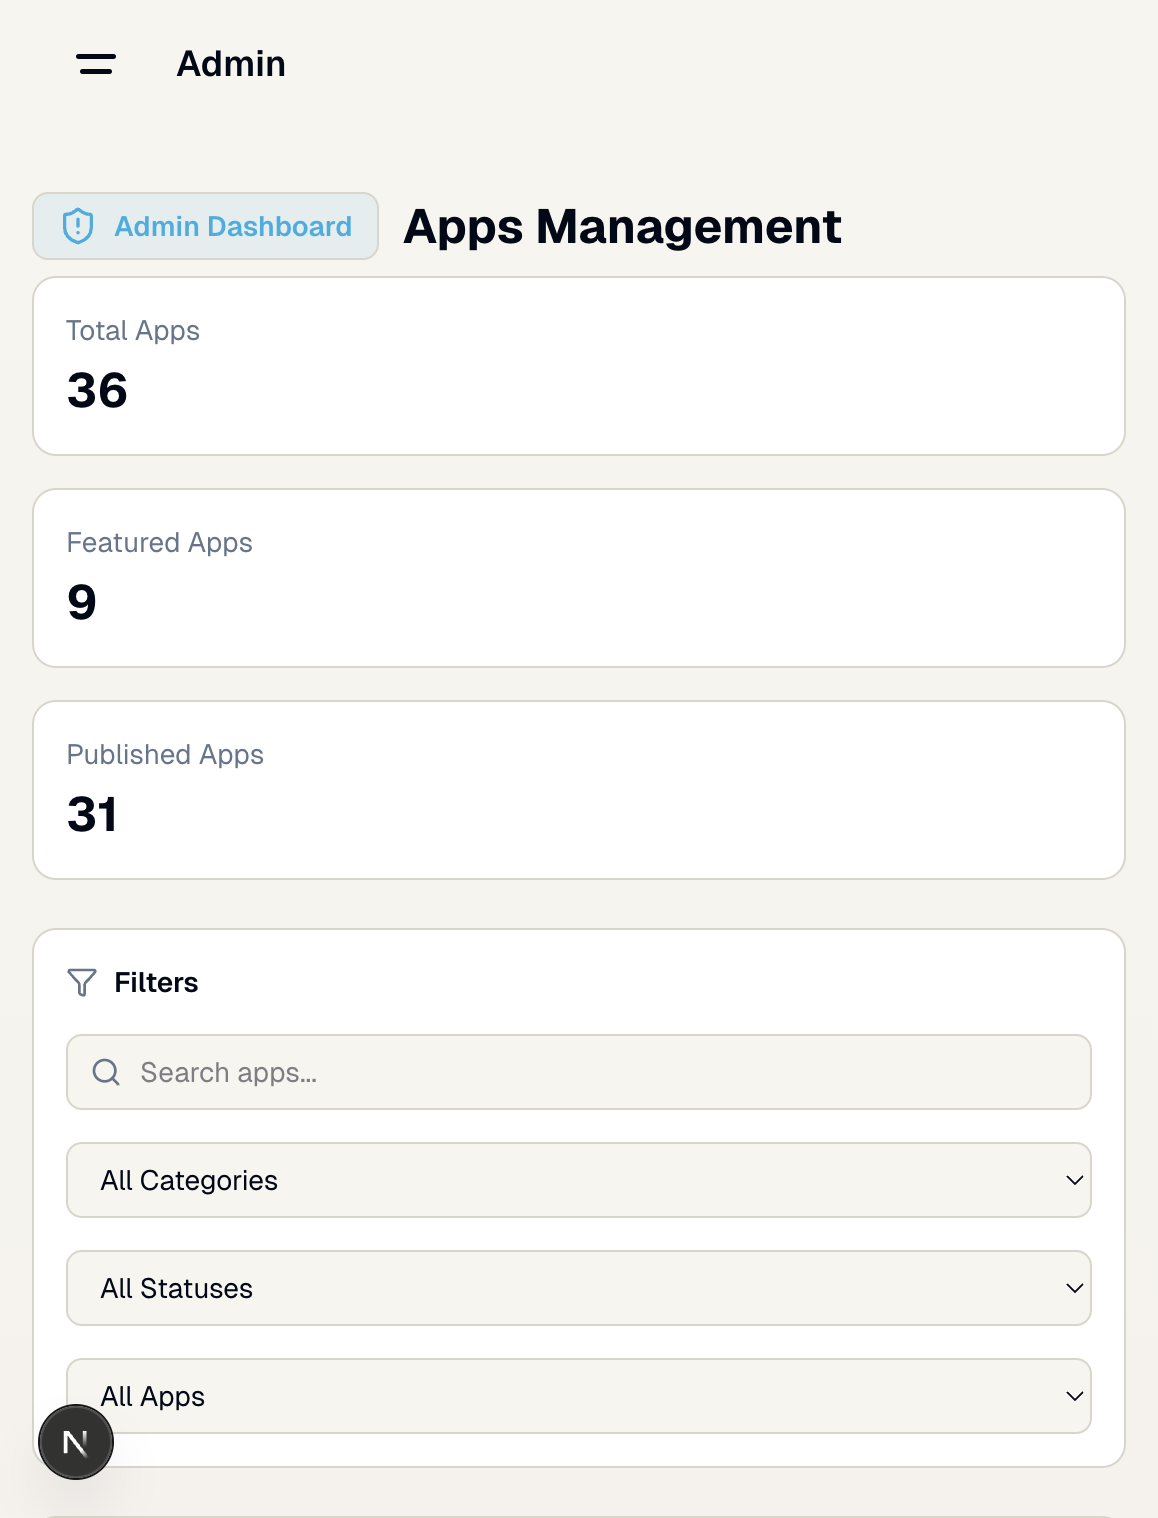 Admin
Admin Dashboard
Apps Management
Total Apps
36
Featured Apps
9
Published Apps
31
Filters
Search apps...
All Categories
All Statuses
All Apps
N